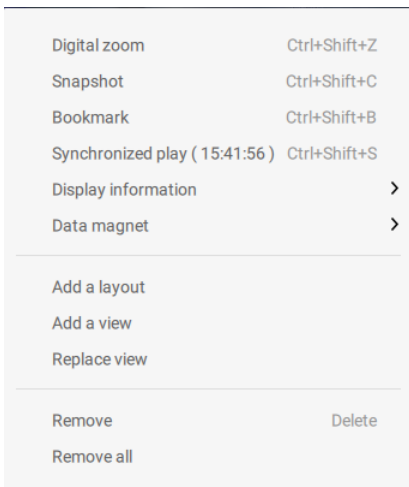 Digital zoom Ctrl+Shift+Z
Snapshot Ctrl+Shift+C
Bookmark Ctrl+Shift+B
Synchronized play ( 15:41:56 ) Ctrl+Shift+S
Display information
Data magnet
Add a layout
Add a view
Replace view
Remove Delete
Remove all